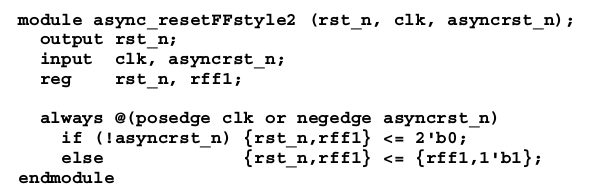 module async_resetFFstyle2 (rst_n, clk, asyncrst_n);
  output rst_n;
  input  clk, asyncrst_n;
  reg    rst_n, rff1;

  always @(posedge clk or negedge asyncrst_n)
    if (!asyncrst_n) {rst_n,rff1} <= 2'b0;
    else             {rst_n,rff1} <= {rff1,1'b1};
endmodule